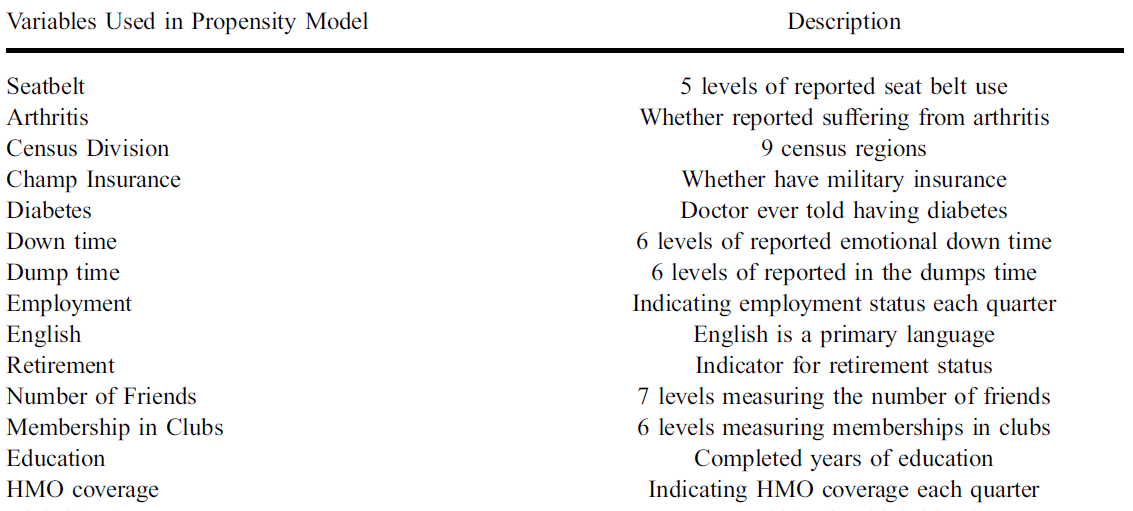 Variables Used in Propensity Model Description
Seatbelt 5 levels of reported seat belt use
Arthritis Whether reported suffering from arthritis
Census Division 9 census regions
Champ Insurance Whether have military insurance
Diabetes Doctor ever told having diabetes
Down time 6 levels of reported emotional down time
Dump time 6 levels of reported in the dumps time
Employment Indicating employment status each quarter
English English is a primary language
Retirement Indicator for retirement status
Number of Friends 7 levels measuring the number of friends
Membership in Clubs 6 levels measuring memberships in clubs
Education Completed years of education
HMO coverage Indicating HMO coverage each quarter